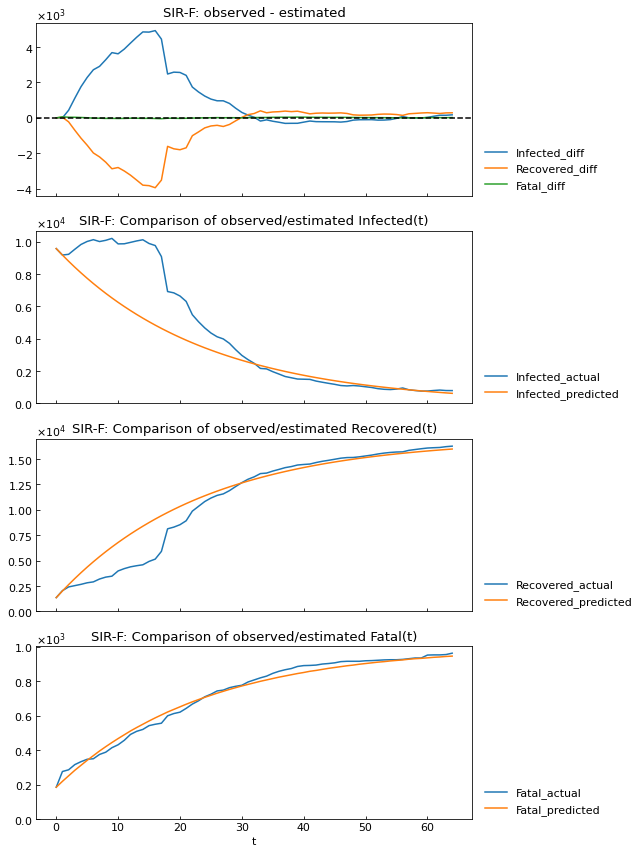 SIR-F: observed - estimated
×10³
4
2
0
−2
−4
Infected_diff
Recovered_diff
Fatal_diff
SIR-F: Comparison of observed/estimated Infected(t)
×10⁴
1.0
0.8
0.6
0.4
0.2
0.0
Infected_actual
Infected_predicted
SIR-F: Comparison of observed/estimated Recovered(t)
×10⁴
1.50
1.25
1.00
0.75
0.50
0.25
0.00
Recovered_actual
Recovered_predicted
SIR-F: Comparison of observed/estimated Fatal(t)
×10³
1.0
0.8
0.6
0.4
0.2
0.0
Fatal_actual
Fatal_predicted
0 10 20 30 40 50 60
t